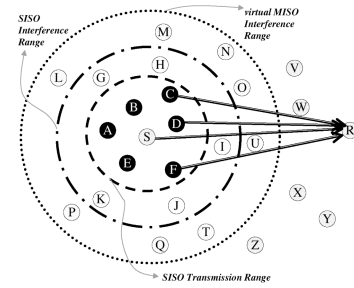 SISO
Interference
Range
virtual MISO
Interference
Range
M
N
L
G
H
V
C
O
B
W
A
D
S
R
I
U
E
F
K
X
P
J
Y
T
Q
Z
SISO Transmission Range